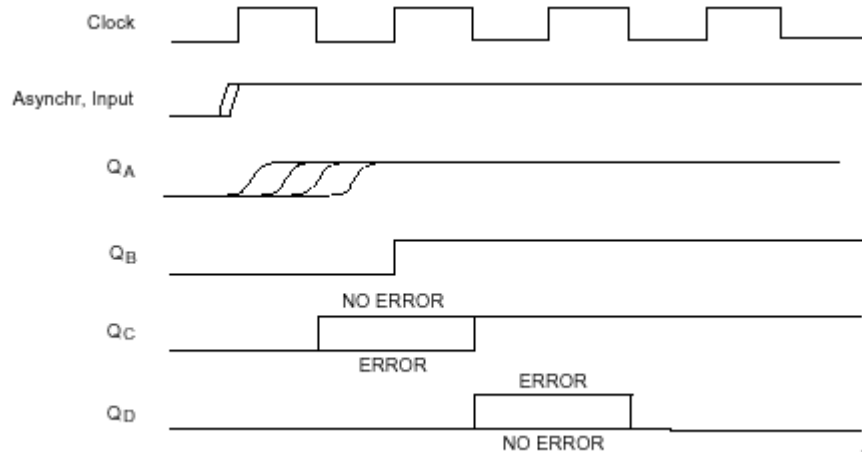 Clock
Asynchr, Input
QA
QB
NO ERROR
QC
ERROR
ERROR
QD
NO ERROR